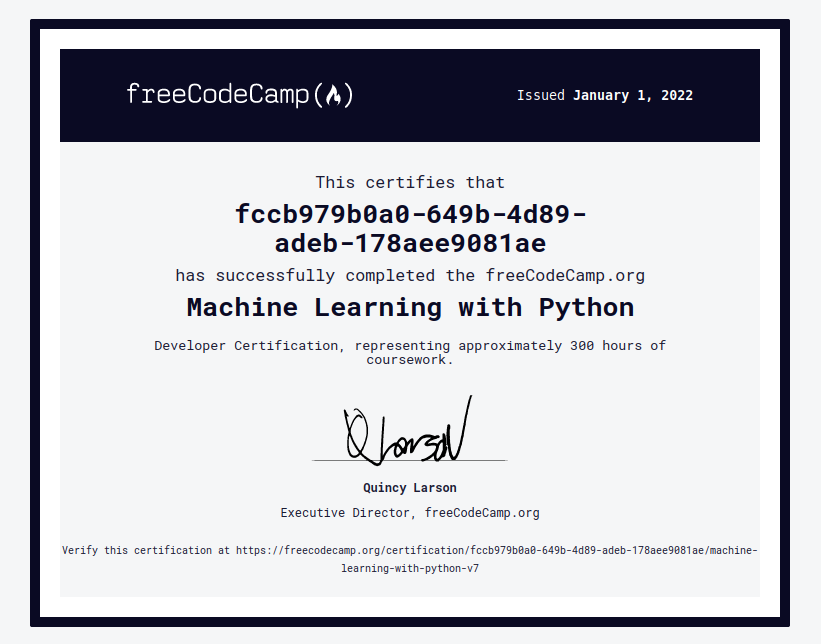 freeCodeCamp(🔥)
Issued January 1, 2022
This certifies that
fccb979b0a0-649b-4d89-
adeb-178aee9081ae
has successfully completed the freeCodeCamp.org
Machine Learning with Python
Developer Certification, representing approximately 300 hours of
coursework.
Q Larson
Quincy Larson
Executive Director, freeCodeCamp.org
Verify this certification at https://freecodecamp.org/certification/fccb979b0a0-649b-4d89-adeb-178aee9081ae/machine-
learning-with-python-v7